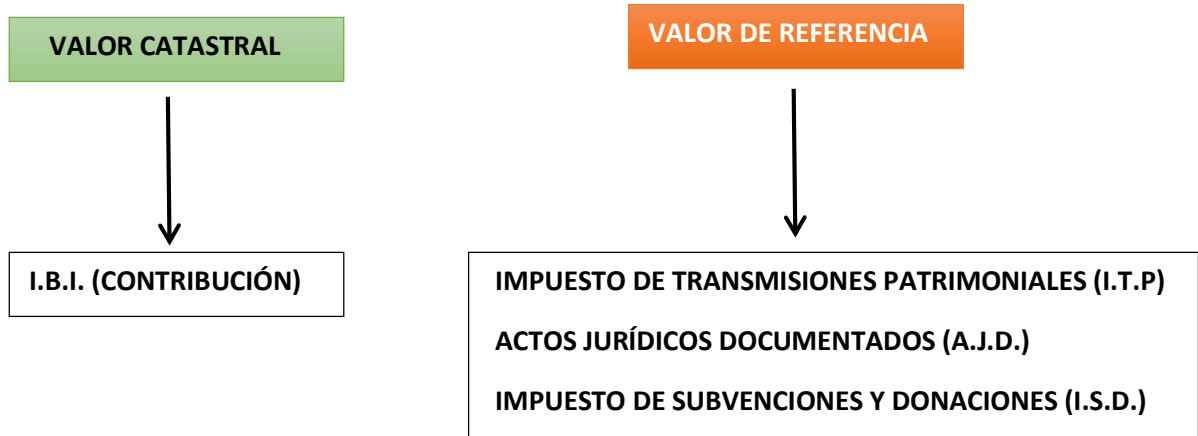 VALOR CATASTRAL
VALOR DE REFERENCIA
I.B.I. (CONTRIBUCIÓN)
IMPUESTO DE TRANSMISIONES PATRIMONIALES (I.T.P)
ACTOS JURÍDICOS DOCUMENTADOS (A.J.D.)
IMPUESTO DE SUBVENCIONES Y DONACIONES (I.S.D.)